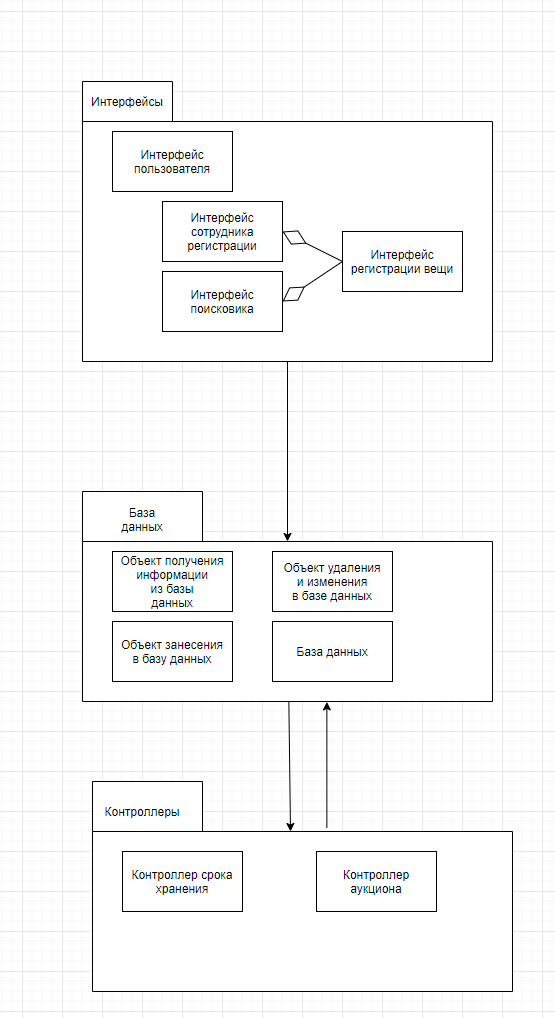 Интерфейсы
Интерфейс
пользователя
Интерфейс
сотрудника
регистрации
Интерфейс
регистрации вещи
Интерфейс
поисковика
База
данных
Объект получения
информации
из базы
данных
Объект удаления
и изменения
в базе данных
Объект занесения
в базу данных
База данных
Контроллеры
Контроллер срока
хранения
Контроллер
аукциона